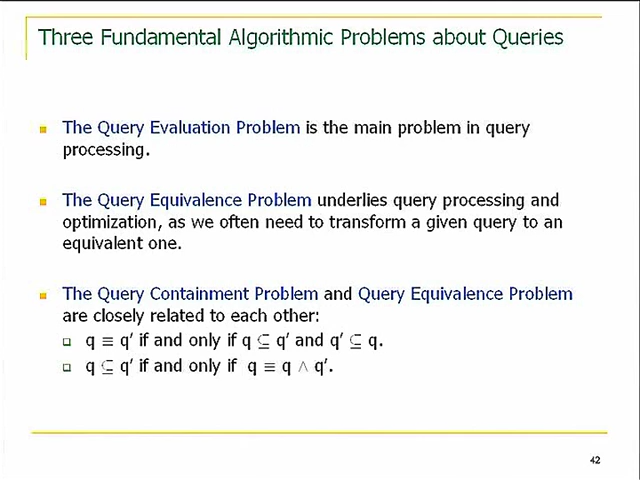 Three Fundamental Algorithmic Problems about Queries
The Query Evaluation Problem is the main problem in query
processing.
The Query Equivalence Problem underlies query processing and
optimization, as we often need to transform a given query to an
equivalent one.
The Query Containment Problem and Query Equivalence Problem
are closely related to each other:
q ≡ q′ if and only if q ⊆ q′ and q′ ⊆ q.
q ⊆ q′ if and only if q ≡ q ∧ q′.
42